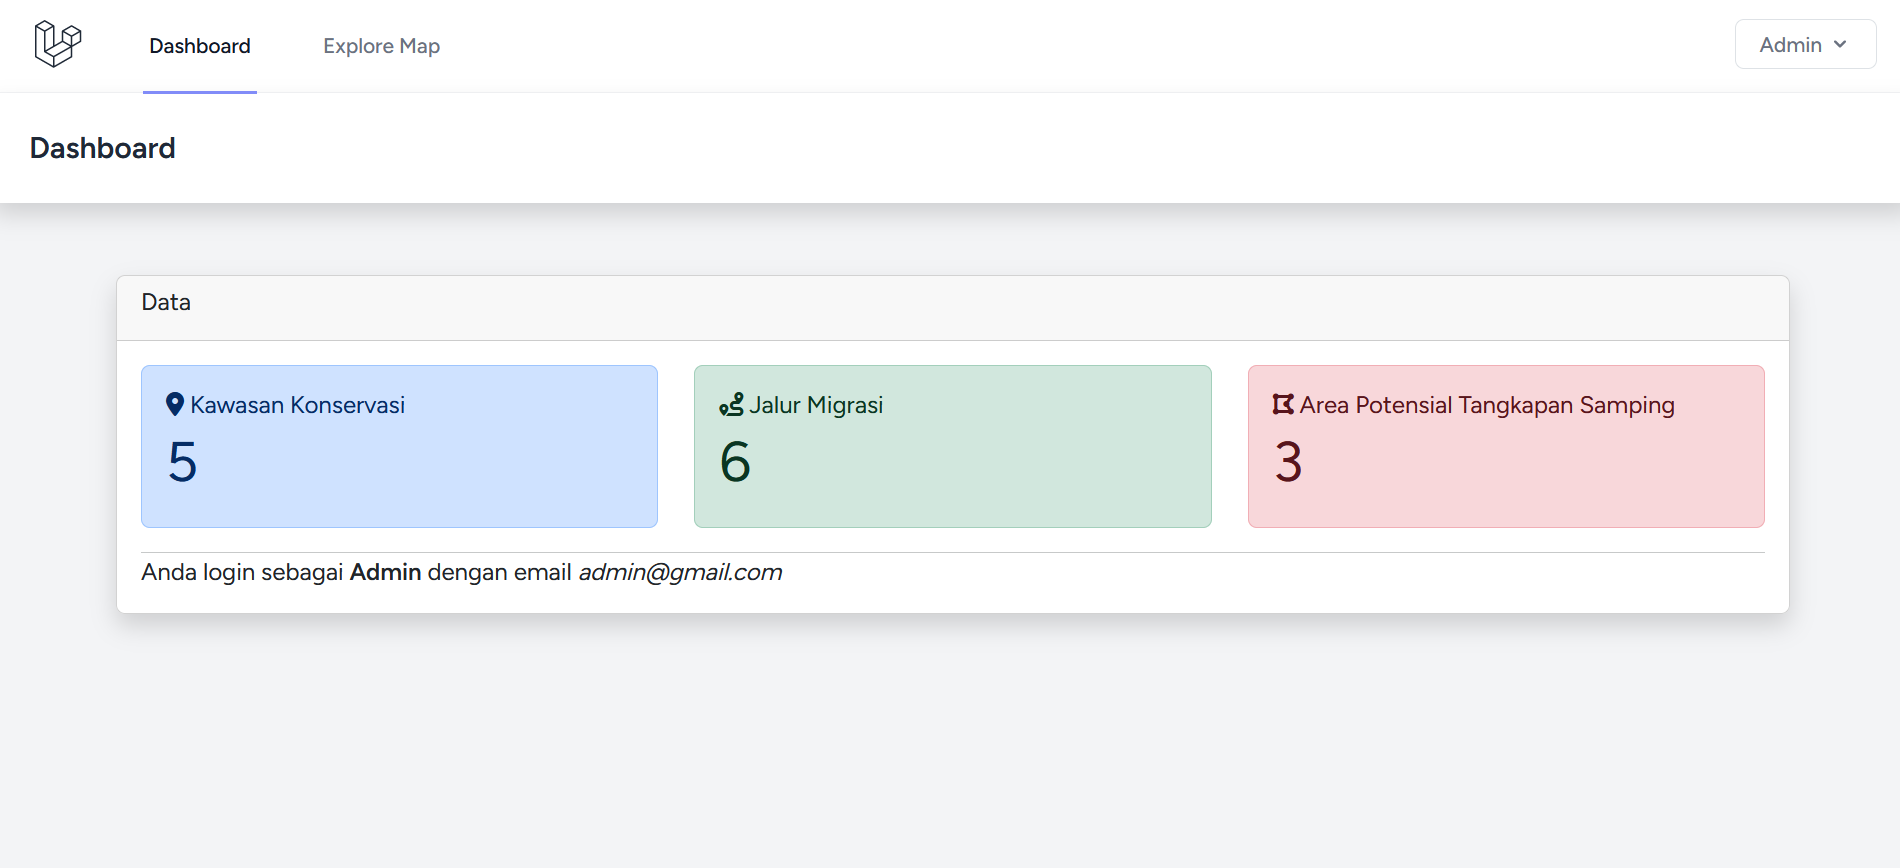 Dashboard
Explore Map
Admin
Dashboard
Data
Kawasan Konservasi
5
Jalur Migrasi
6
Area Potensial Tangkapan Samping
3
Anda login sebagai Admin dengan email admin@gmail.com